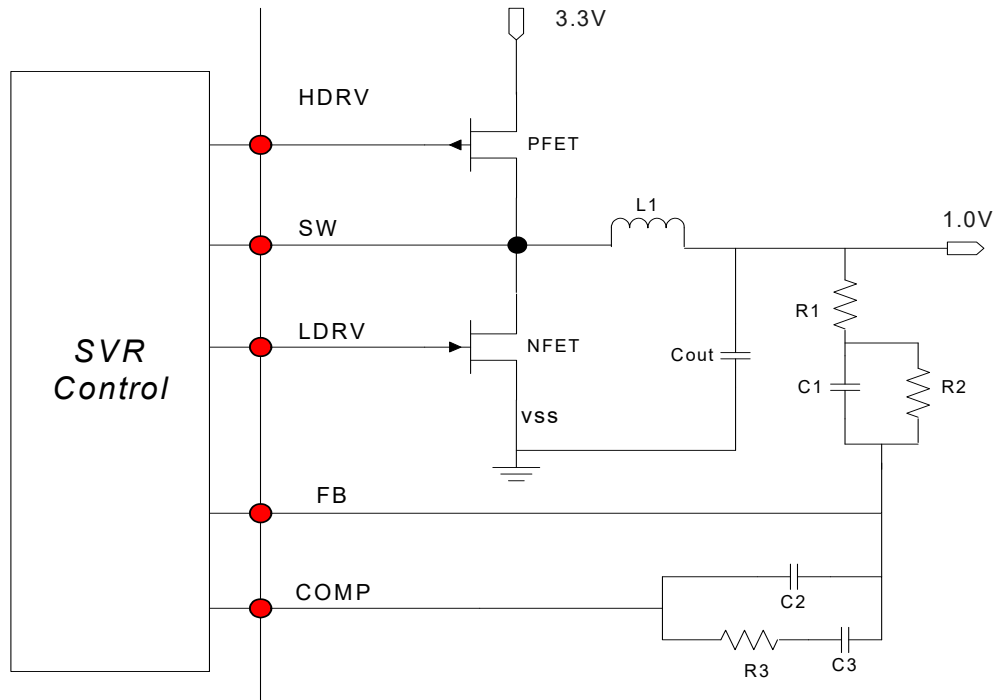 3.3V
HDRV
PFET
SW
L1
1.0V
R1
LDRV
NFET
SVR
Control
Cout
C1
R2
vss
FB
COMP
C2
R3
C3